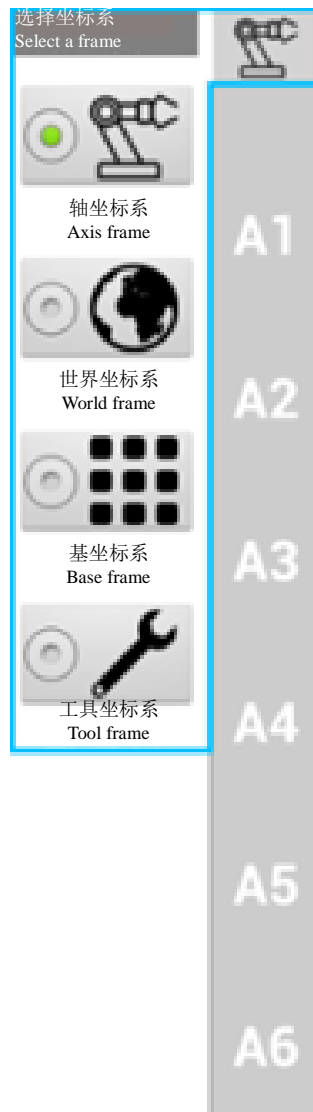 选择坐标系
Select a frame
轴坐标系
Axis frame
世界坐标系
World frame
基坐标系
Base frame
工具坐标系
Tool frame
A1
A2
A3
A4
A5
A6